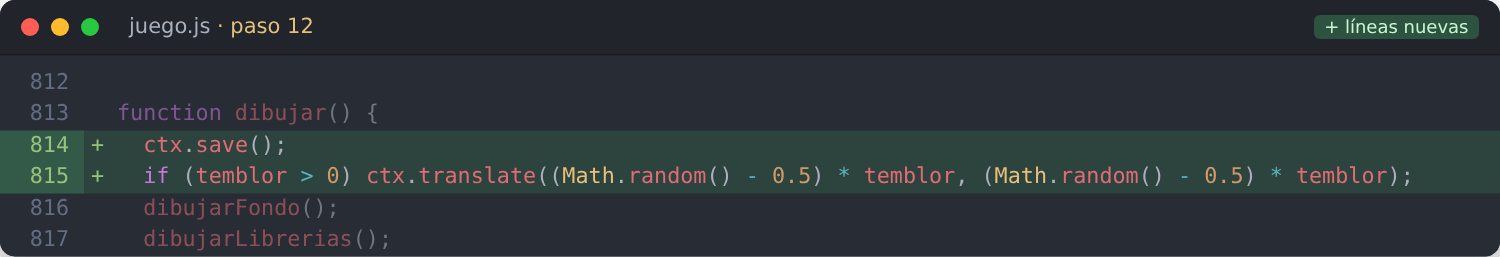 juego.js · paso 12
+ líneas nuevas
812
813 function dibujar() {
814 + ctx.save();
815 + if (temblor > 0) ctx.translate((Math.random() - 0.5) * temblor, (Math.random() - 0.5) * temblor);
816 dibujarFondo();
817 dibujarLibrerias();